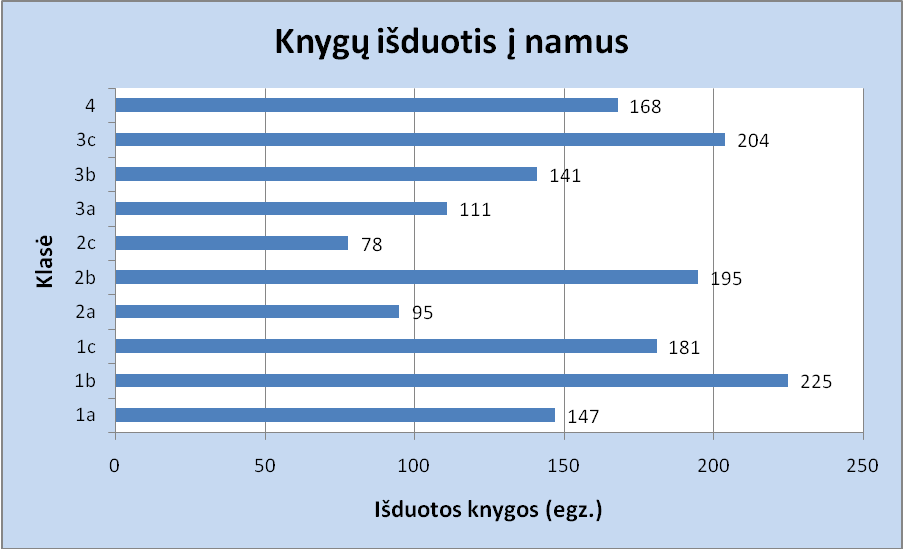 Knygų išduotis į namus
Klasė
4 168
3c 204
3b 141
3a 111
2c 78
2b 195
2a 95
1c 181
1b 225
1a 147
0 50 100 150 200 250
Išduotos knygos (egz.)